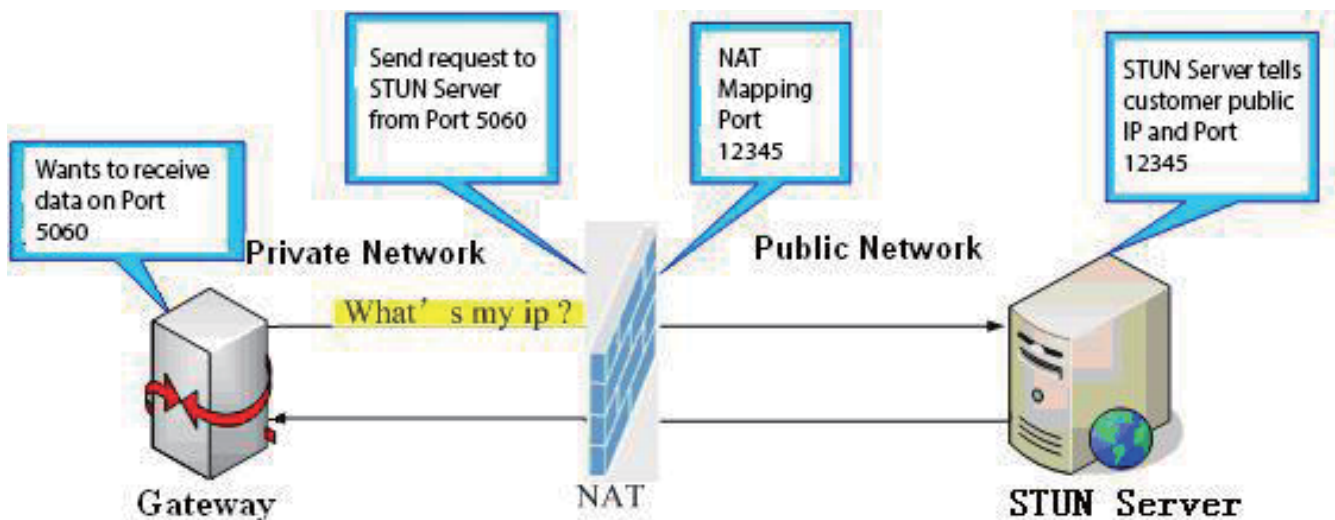 Send request to
STUN Server
from Port 5060
NAT
Mapping
Port
12345
STUN Server tells
customer public
IP and Port
12345
Wants to receive
data on Port
5060
Private Network
Public Network
What’s my ip?
Gateway
NAT
STUN Server